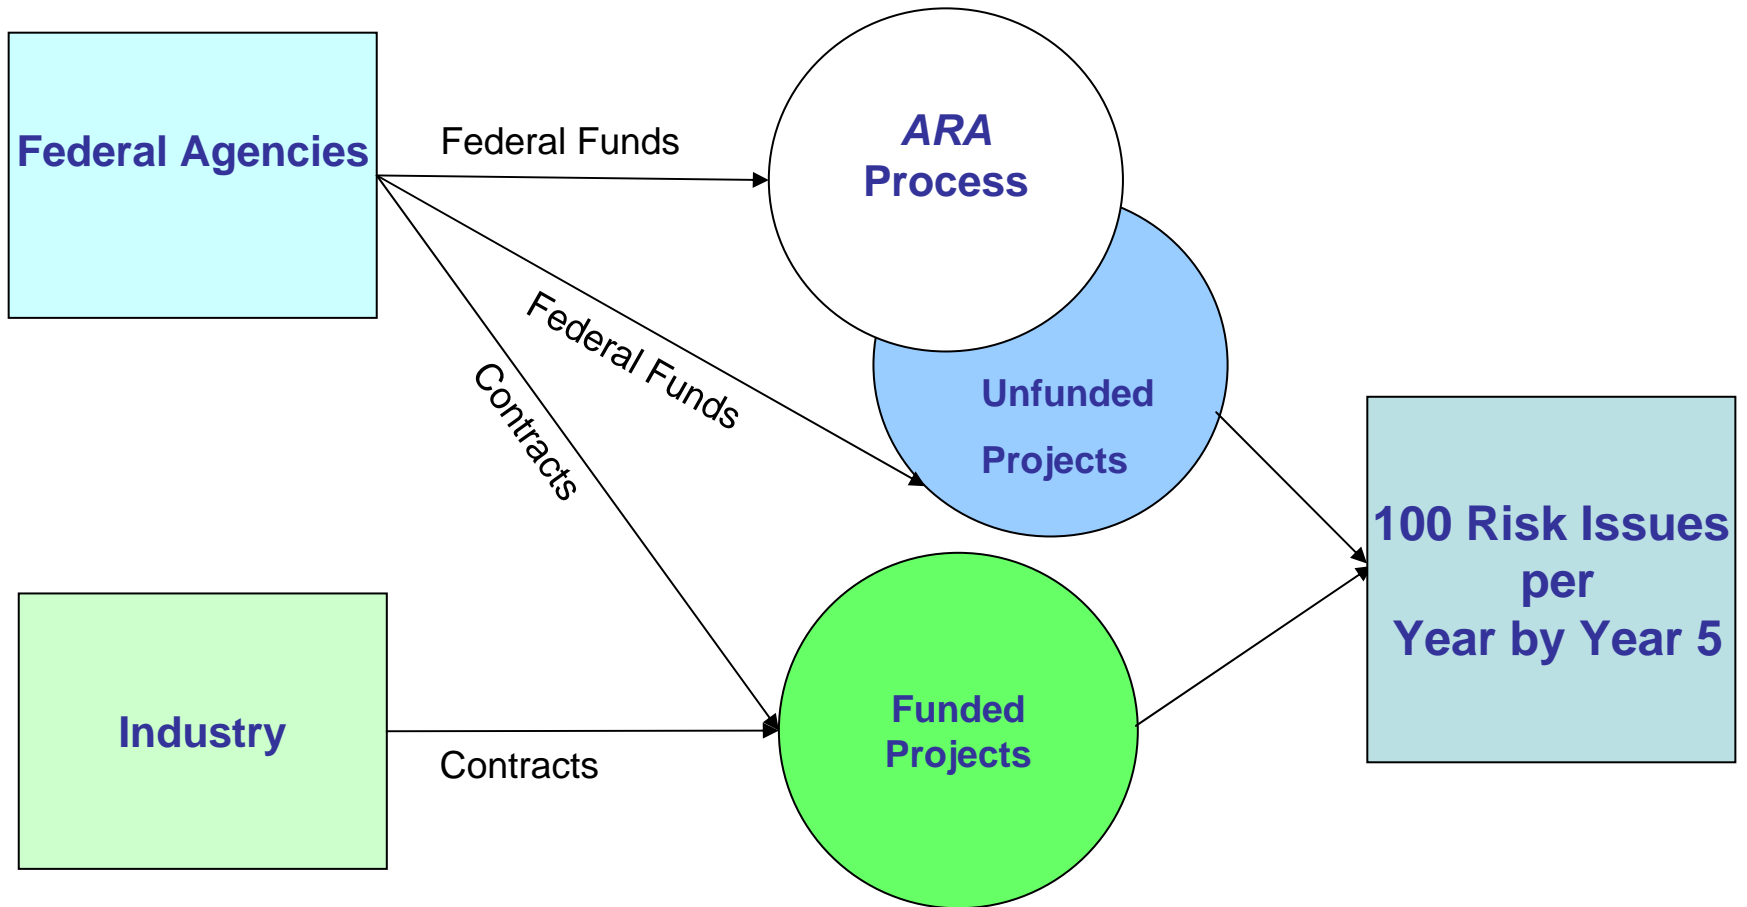 Federal Agencies
Federal Funds
ARA
Process
Federal Funds
Contracts
Unfunded
Projects
100 Risk Issues
per
Year by Year 5
Industry
Contracts
Funded
Projects